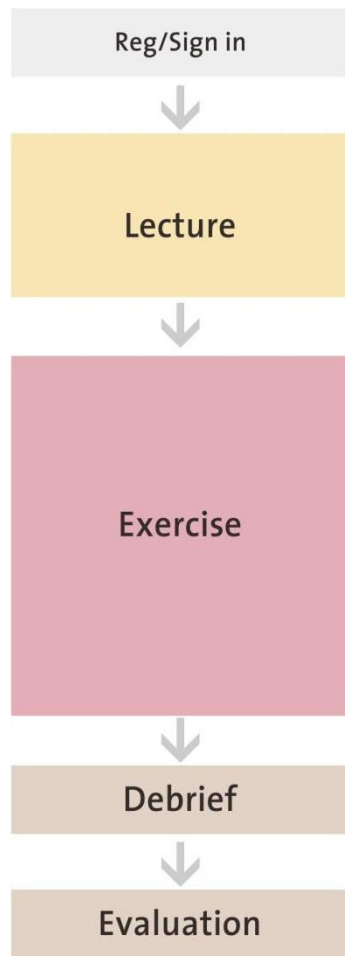 Reg/Sign in
Lecture
Exercise
Debrief
Evaluation